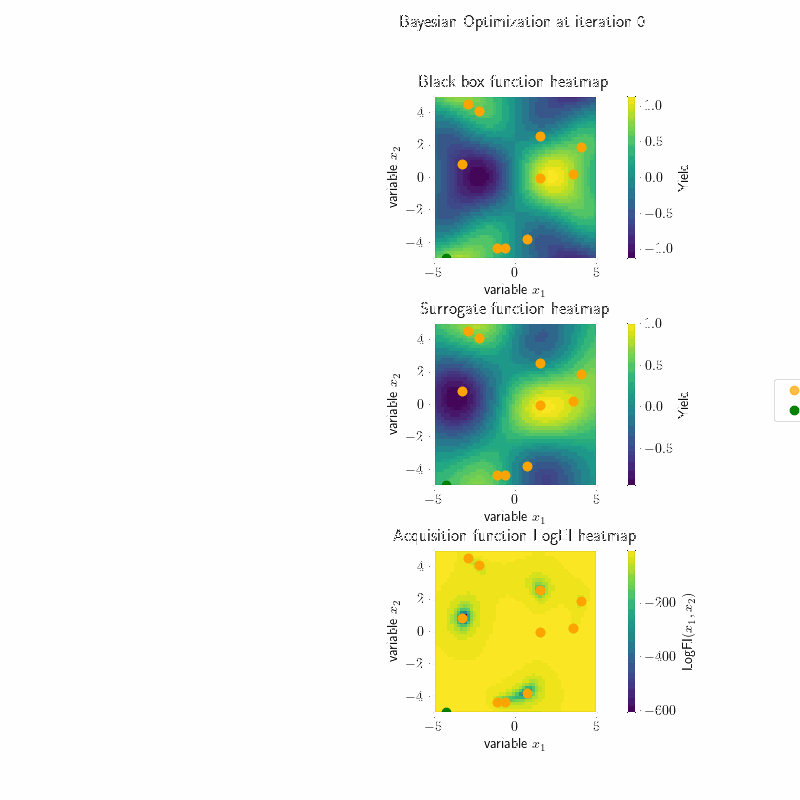 Bayesian Optimization at iteration 0
Black box function heatmap
4
2
0
−2
−4
variable x₂
−5
0
5
variable x₁
1.0
0.5
0.0
−0.5
−1.0
Yield
Surrogate function heatmap
4
2
0
−2
−4
variable x₂
−5
0
5
variable x₁
1.0
0.5
0.0
−0.5
Yield
Acquisition function LogEI heatmap
4
2
0
−2
−4
variable x₂
−5
0
5
variable x₁
−200
−400
−600
LogEI(x₁, x₂)